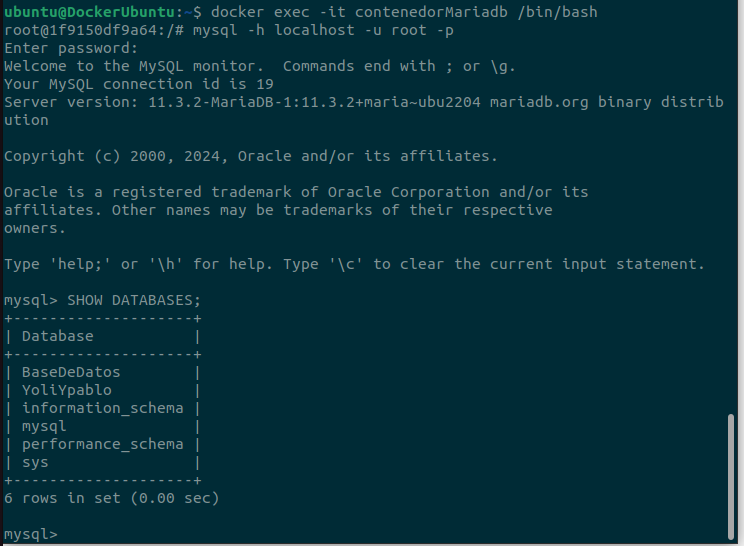 ubuntu@DockerUbuntu:~$ docker exec -it contenedorMariadb /bin/bash
root@1f9150df9a64:/# mysql -h localhost -u root -p
Enter password:
Welcome to the MySQL monitor.  Commands end with ; or \g.
Your MySQL connection id is 19
Server version: 11.3.2-MariaDB-1:11.3.2+maria~ubu2204 mariadb.org binary distrib
ution

Copyright (c) 2000, 2024, Oracle and/or its affiliates.

Oracle is a registered trademark of Oracle Corporation and/or its
affiliates. Other names may be trademarks of their respective
owners.

Type 'help;' or '\h' for help. Type '\c' to clear the current input statement.

mysql> SHOW DATABASES;
+--------------------+
| Database           |
+--------------------+
| BaseDeDatos        |
| YoliYpablo         |
| information_schema |
| mysql              |
| performance_schema |
| sys                |
+--------------------+
6 rows in set (0.00 sec)

mysql>